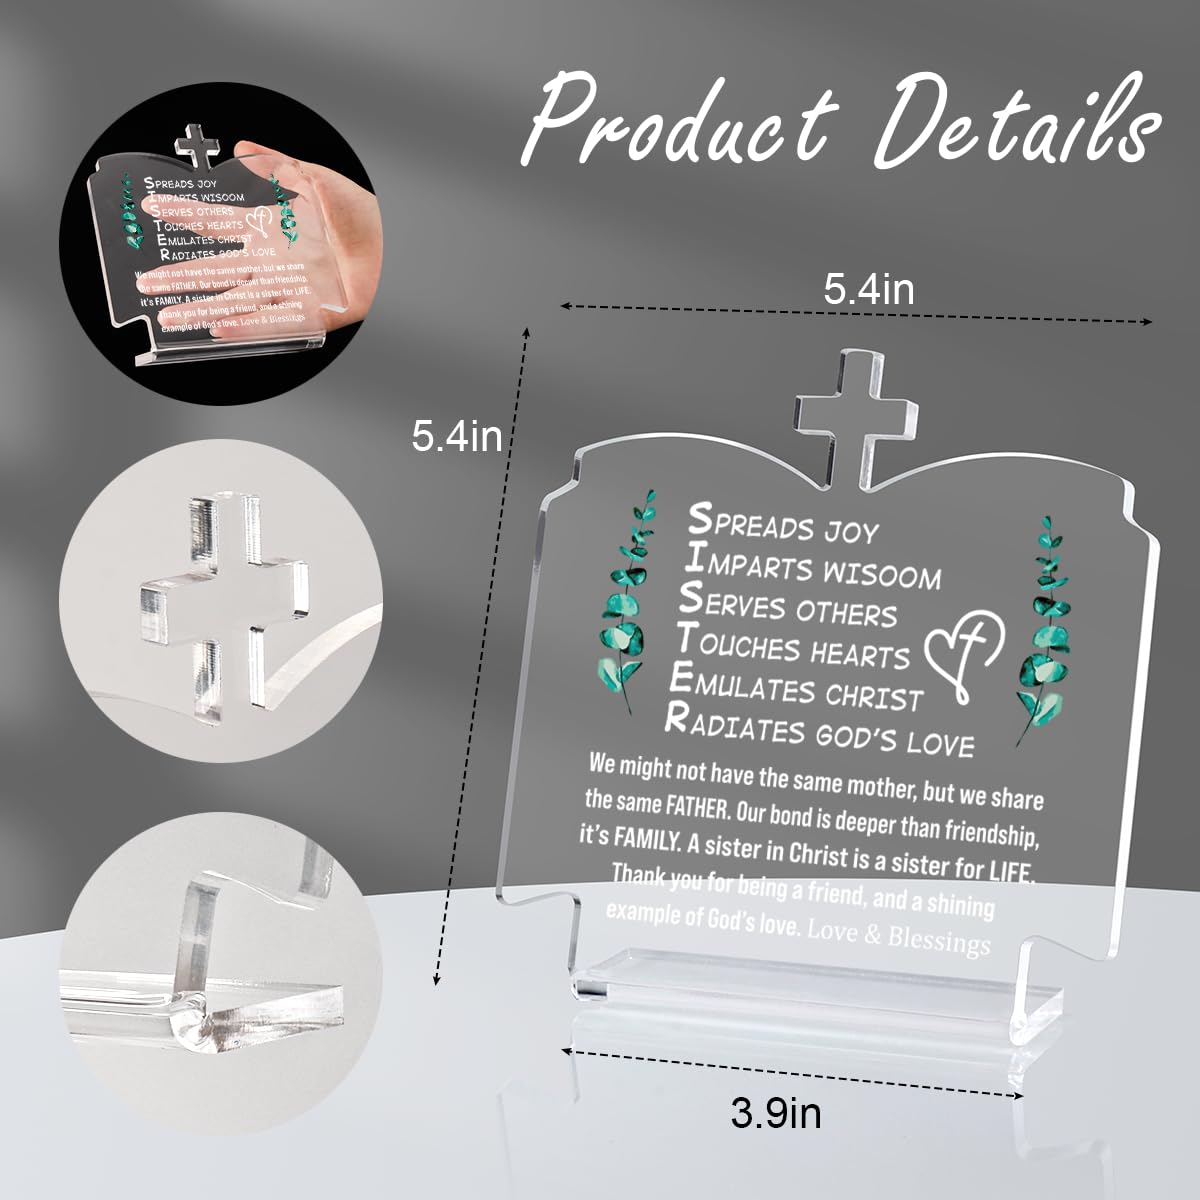 Product Details
SPREADS JOY
IMPARTS WISOOM
SERVES OTHERS
TOUCHES HEARTS
EMULATES CHRIST
RADIATES GOD'S LOVE
We might not have the same mother, but we share
the same FATHER. Our bond is deeper than friendship,
it's FAMILY. A sister in Christ is a sister for LIFE.
Thank you for being a friend, and a shining
example of God's love. Love & Blessings
5.4in
5.4in
SPREADS JOY
IMPARTS WISOOM
SERVES OTHERS
TOUCHES HEARTS
EMULATES CHRIST
RADIATES GOD'S LOVE
We might not have the same mother, but we share
the same FATHER. Our bond is deeper than friendship,
it's FAMILY. A sister in Christ is a sister for LIFE.
Thank you for being a friend, and a shining
example of God's love. Love & Blessings
3.9in